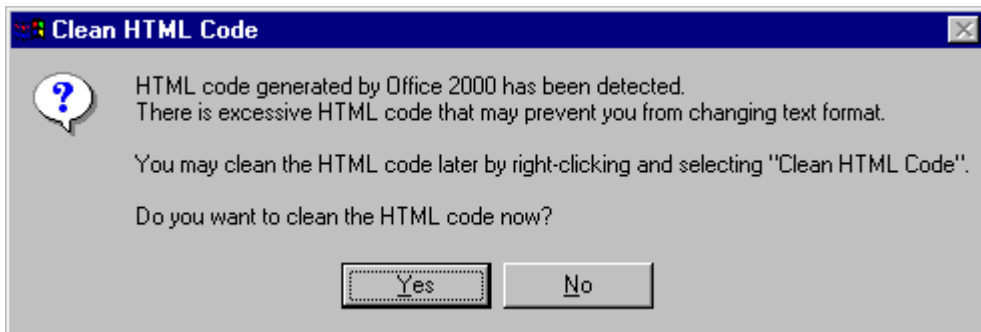 Clean HTML Code
HTML code generated by Office 2000 has been detected.
There is excessive HTML code that may prevent you from changing text format.
You may clean the HTML code later by right-clicking and selecting "Clean HTML Code".
Do you want to clean the HTML code now?
Yes No